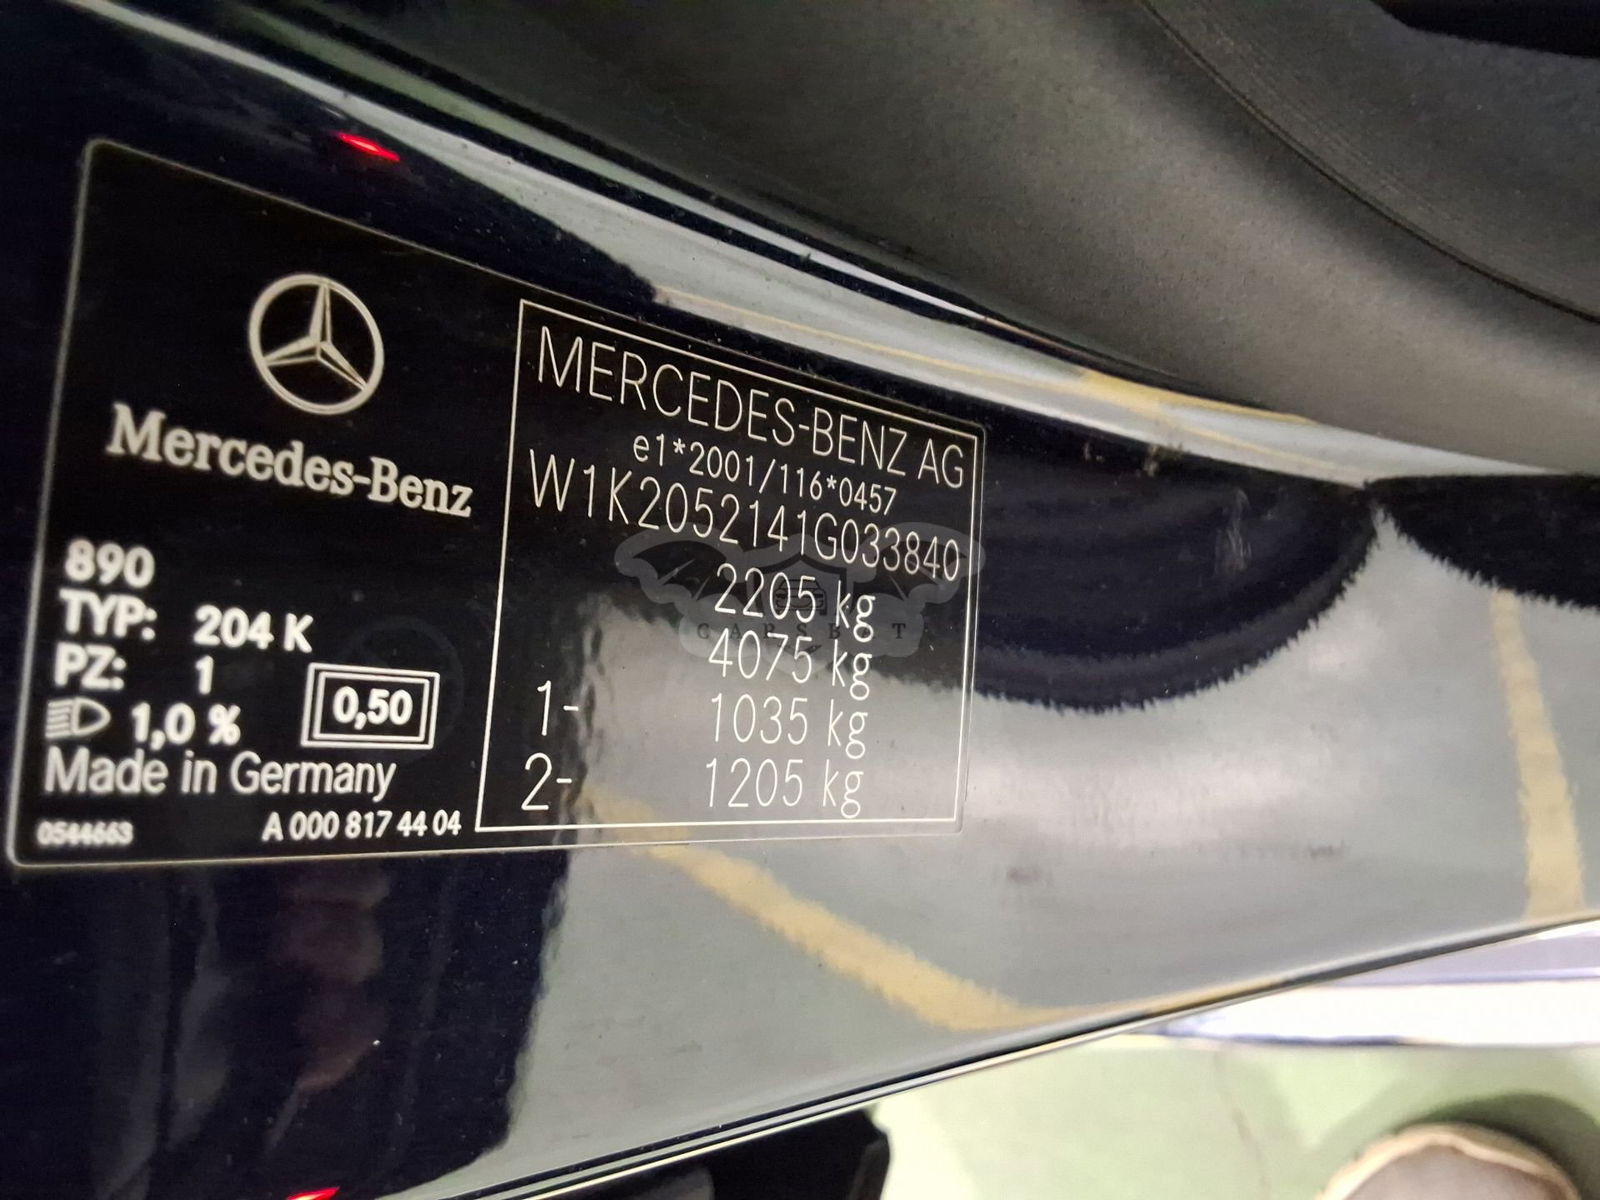 Mercedes-Benz
890
TYP: 204 K
PZ: 1
1,0 %
0,50
Made in Germany
0544663
A 000 817 44 04
MERCEDES-BENZ AG
e1*2001/116*0457
W1K2052141G033840
2205 kg
4075 kg
1- 1035 kg
2- 1205 kg
CARSBAT